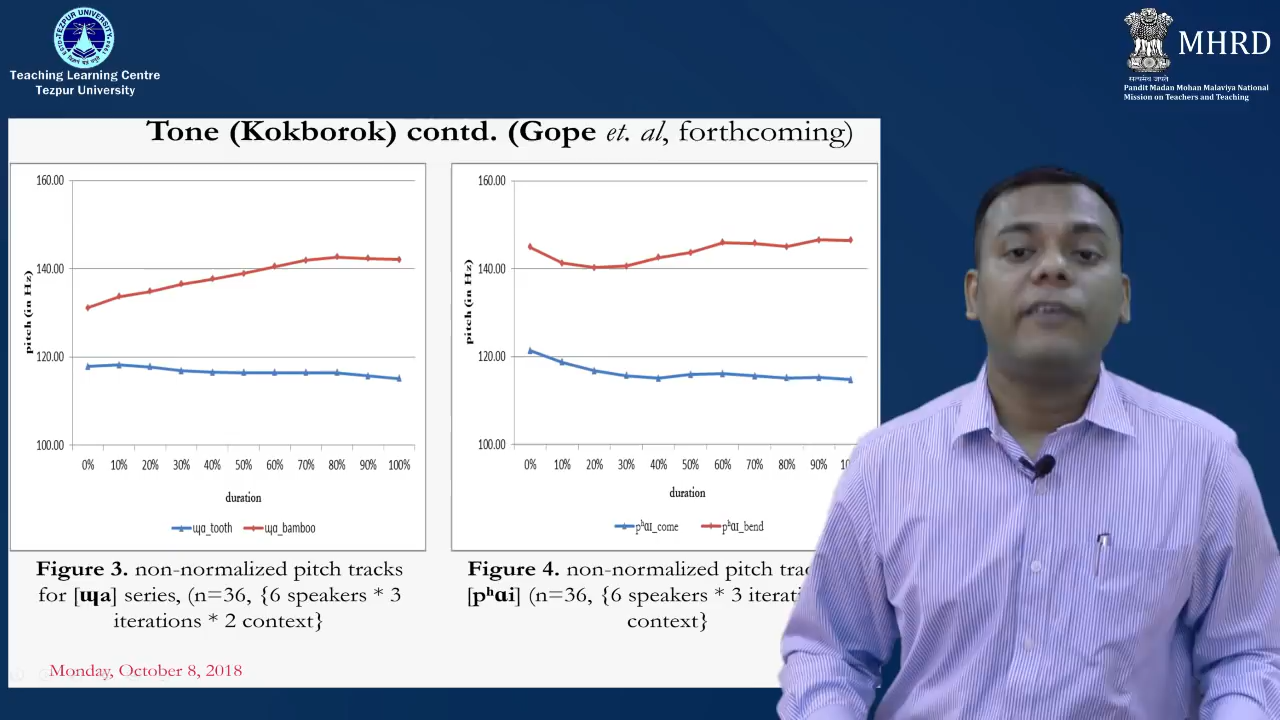 TEZPUR UNIVERSITY
Teaching Learning Centre
Tezpur University
MHRD
सत्यमेव जयते
Pandit Madan Mohan Malaviya National
Mission on Teachers and Teaching
Tone (Kokborok) contd. (Gope et. al, forthcoming)
160.00
140.00
120.00
100.00
pitch (in Hz)
0% 10% 20% 30% 40% 50% 60% 70% 80% 90% 100%
duration
ɰɑ_tooth ɰɑ_bamboo
160.00
140.00
120.00
100.00
pitch (in Hz)
0% 10% 20% 30% 40% 50% 60% 70% 80% 90%
duration
pʰɑɪ_come pʰɑɪ_bend
Figure 3. non-normalized pitch tracks
for [ɰa] series, (n=36, {6 speakers * 3
iterations * 2 context}
Figure 4. non-normalized pitch
[pʰɑi] (n=36, {6 speakers * 3
context}
Monday, October 8, 2018